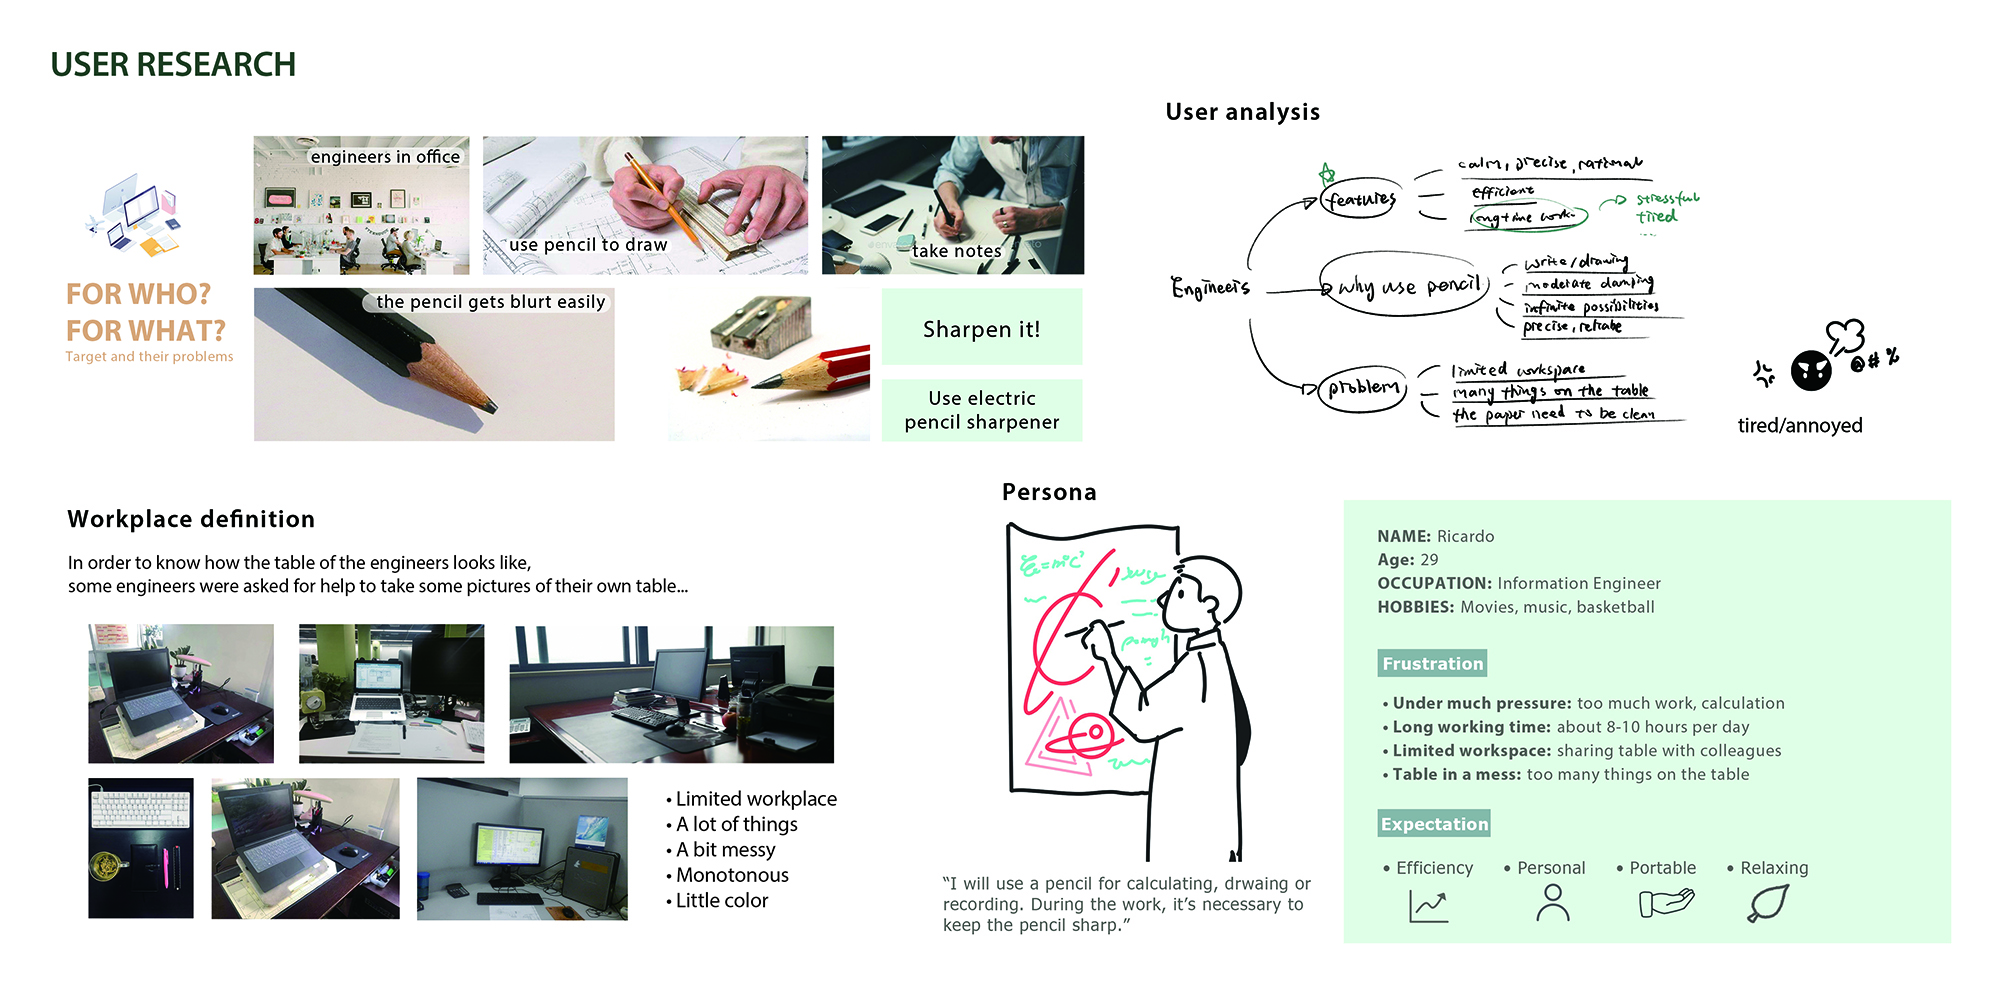 USER RESEARCH
FOR WHO?
FOR WHAT?
Target and their problems
engineers in office
use pencil to draw
take notes
the pencil gets blurt easily
Sharpen it!
Use electric
pencil sharpener
User analysis
Engineers
features
calm, precise, rational
efficient
longtime work
stressful
tired
...
why use pencil
write/drawing
moderate damping
infinite possibilities
precise,
problem
limited workspace
many things on the table
the paper need to be clean
@#%
tired/annoyed
Workplace definition
In order to know how the table of the engineers looks like,
some engineers were asked for help to take some pictures of their own table...
• Limited workplace
• A lot of things
• A bit messy
• Monotonous
• Little color
Persona
“I will use a pencil for calculating, drwaing or
recording. During the work, it’s necessary to
keep the pencil sharp.”
NAME: Ricardo
Age: 29
OCCUPATION: Information Engineer
HOBBIES: Movies, music, basketball
Frustration
• Under much pressure: too much work, calculation
• Long working time: about 8-10 hours per day
• Limited workspace: sharing table with colleagues
• Table in a mess: too many things on the table
Expectation
• Efficiency
• Personal
• Portable
• Relaxing